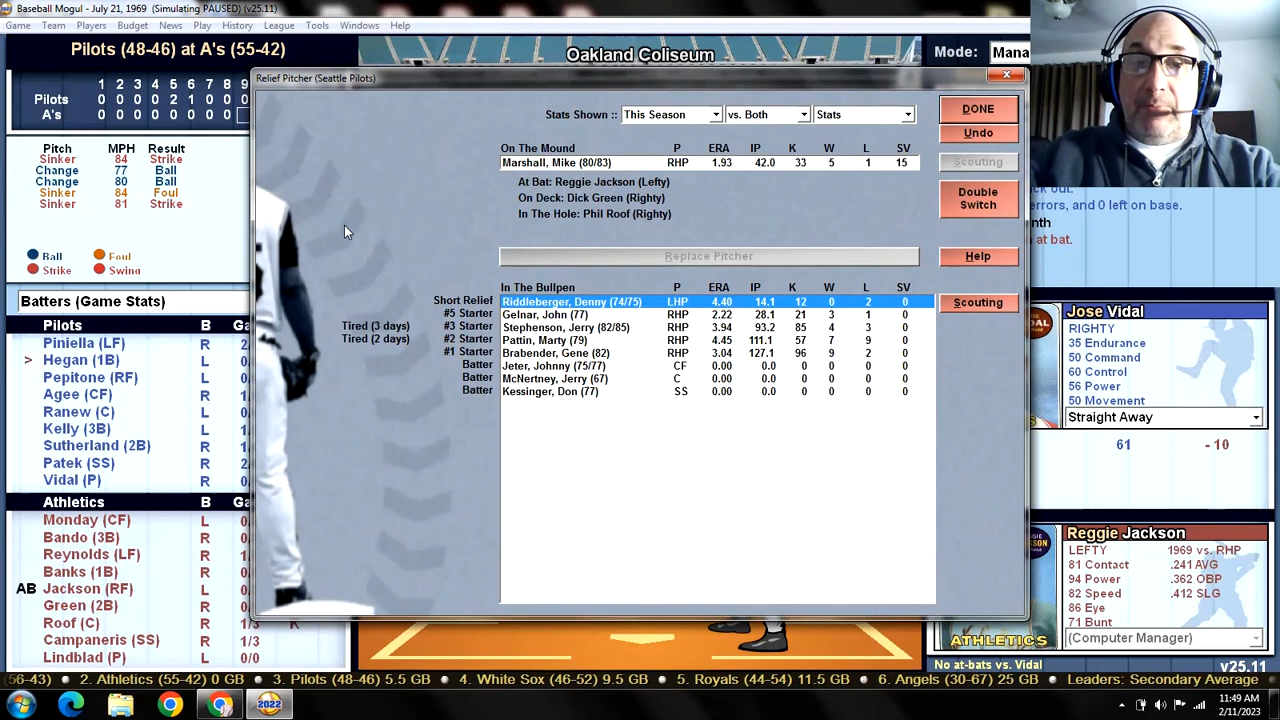 Baseball Mogul - July 21, 1969 (Simulating PAUSED) (v25.11)
Game Team Players Budget News Play History League Tools Windows Help
Pilots (48-46) at A's (55-42)
Oakland Coliseum
Mode: Mana
1 2 3 4 5 6 7 8 9
Pilots 0 0 0 0 2 1 0 0 0
A's 0 0 0 0 0 0 0 0
Pitch MPH Result
Sinker 84 Strike
Change 77 Ball
Change 80 Ball
Sinker 84 Foul
Sinker 81 Strike
Ball Foul
Strike Swing
Batters (Game Stats)
Pilots B Ga
Piniella (LF) R 2
> Hegan (1B) L 0
Pepitone (RF) L
Agee (CF) R
Ranew (C) L
Kelly (3B) R
Sutherland (2B) R
Patek (SS) R 2
Vidal (P) R 0
Athletics B Ga
Monday (CF) L
Bando (3B) R
Reynolds (LF) R
Banks (1B) R
AB Jackson (RF) L
Green (2B) R
Roof (C) R 1/3 K
Campaneris (SS) R 1/3
Lindblad (P) L 0/0
Relief Pitcher (Seattle Pilots)
Stats Shown :: This Season vs. Both Stats
DONE
Undo
Scouting
Double Switch
Help
Scouting
On The Mound P ERA IP K W L SV
Marshall, Mike (80/83) RHP 1.93 42.0 33 5 1 15
At Bat: Reggie Jackson (Lefty)
On Deck: Dick Green (Righty)
In The Hole: Phil Roof (Righty)
Replace Pitcher
In The Bullpen P ERA IP K W L SV
Short Relief Riddleberger, Denny (74/75) LHP 4.40 14.1 12 0 2 0
#5 Starter Gelnar, John (77) RHP 2.22 28.1 21 3 1 0
Tired (3 days) #3 Starter Stephenson, Jerry (82/85) RHP 3.94 93.2 85 4 3 0
Tired (2 days) #2 Starter Pattin, Marty (79) RHP 4.45 111.1 57 7 9 0
#1 Starter Brabender, Gene (82) RHP 3.04 127.1 96 9 2 0
Batter Jeter, Johnny (75/77) CF 0.00 0.0 0 0 0 0
Batter McNertney, Jerry (67) C 0.00 0.0 0 0 0 0
Batter Kessinger, Don (77) SS 0.00 0.0 0 0 0 0
ck out.
errors, and 0 left on base.
nth
at bat.
Jose Vidal
RIGHTY
35 Endurance
50 Command
60 Control
56 Power
50 Movement
Straight Away
61 - 10
Reggie Jackson
LEFTY 1969 vs. RHP
81 Contact .241 AVG
94 Power .362 OBP
82 Speed .412 SLG
86 Eye
71 Bunt
(Computer Manager)
ATHLETICS
No at-bats vs. Vidal
v25.11
(56-43) 2. Athletics (55-42) 0 GB 3. Pilots (48-46) 5.5 GB 4. White Sox (46-52) 9.5 GB 5. Royals (44-54) 11.5 GB 6. Angels (30-67) 25 GB Leaders: Secondary Average
2022
11:49 AM
2/11/2023